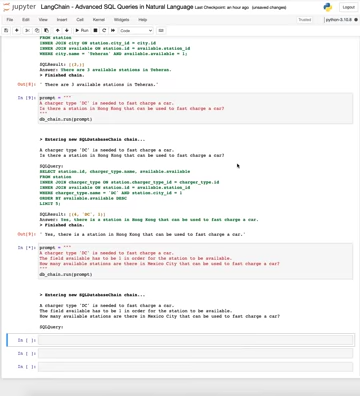 jupyter LangChain - Advanced SQL Queries in Natural Language Last Checkpoint: an hour ago (unsaved changes)
File Edit View Insert Cell Kernel Widgets Help
python-3.10.0
Run Code
FROM station
INNER JOIN city ON station.city_id = city.id
INNER JOIN available ON station.id = available.station_id
WHERE city.name = 'Teheran' AND available.available = 1;
SQLResult: [(3,)]
Answer: There are 3 available stations in Teheran.
> Finished chain.
Out[8]: ' There are 3 available stations in Teheran.'
In [9]: prompt = """
A charger type 'DC' is needed to fast charge a car.
Is there a station in Hong Kong that can be used to fast charge a car?
"""
db_chain.run(prompt)
> Entering new SQLDatabaseChain chain...
A charger type 'DC' is needed to fast charge a car.
Is there a station in Hong Kong that can be used to fast charge a car?
SQLQuery:
SELECT station.id, charger_type.name, available.available
FROM station
INNER JOIN charger_type ON station.charger_type_id = charger_type.id
INNER JOIN available ON station.id = available.station_id
WHERE charger_type.name = 'DC' AND station.city_id = 1
ORDER BY available.available DESC
LIMIT 5;
SQLResult: [(4, 'DC', 1)]
Answer: Yes, there is a station in Hong Kong that can be used to fast charge a car.
> Finished chain.
Out[9]: ' Yes, there is a station in Hong Kong that can be used to fast charge a car.'
In [*]: prompt = """
A charger type 'DC' is needed to fast charge a car.
The field available has to be 1 in order for the station to be available.
How many available stations are there in Mexico City that can be used to fast charge a car?
"""
db_chain.run(prompt)
> Entering new SQLDatabaseChain chain...
A charger type 'DC' is needed to fast charge a car.
The field available has to be 1 in order for the station to be available.
How many available stations are there in Mexico City that can be used to fast charge a car?
SQLQuery:
In [ ]:
In [ ]:
In [ ]: